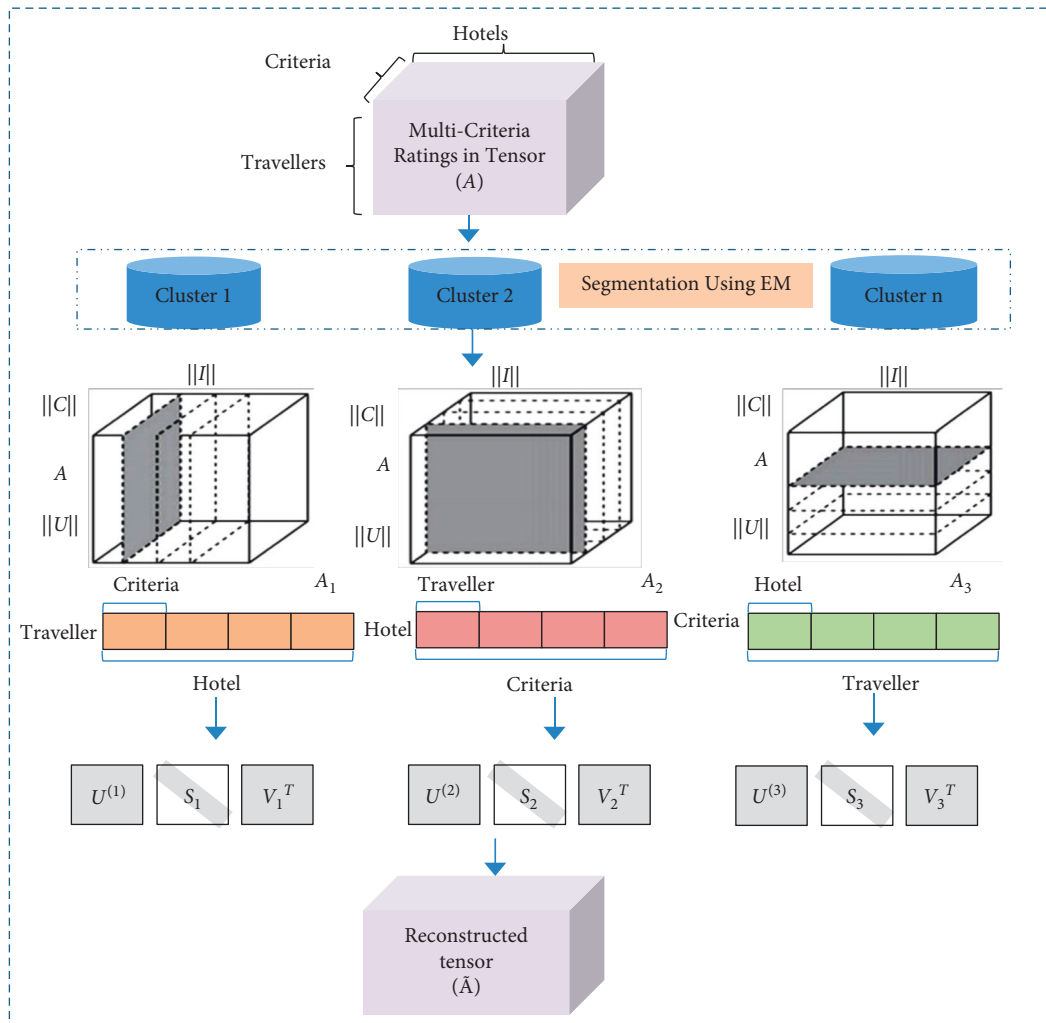 Hotels
Criteria
Travellers
Multi-Criteria
Ratings in Tensor
(A)
Cluster 1
Cluster 2
Segmentation Using EM
Cluster n
||I||
||C||
A
||U||
||I||
||C||
A
||U||
||I||
||C||
A
||U||
Criteria
A₁
Traveller
Hotel
Traveller
A₂
Hotel
Criteria
Hotel
A₃
Criteria
Traveller
U⁽¹⁾
S₁
V₁ᵀ
U⁽²⁾
S₂
V₂ᵀ
U⁽³⁾
S₃
V₃ᵀ
Reconstructed
tensor
(Ã)